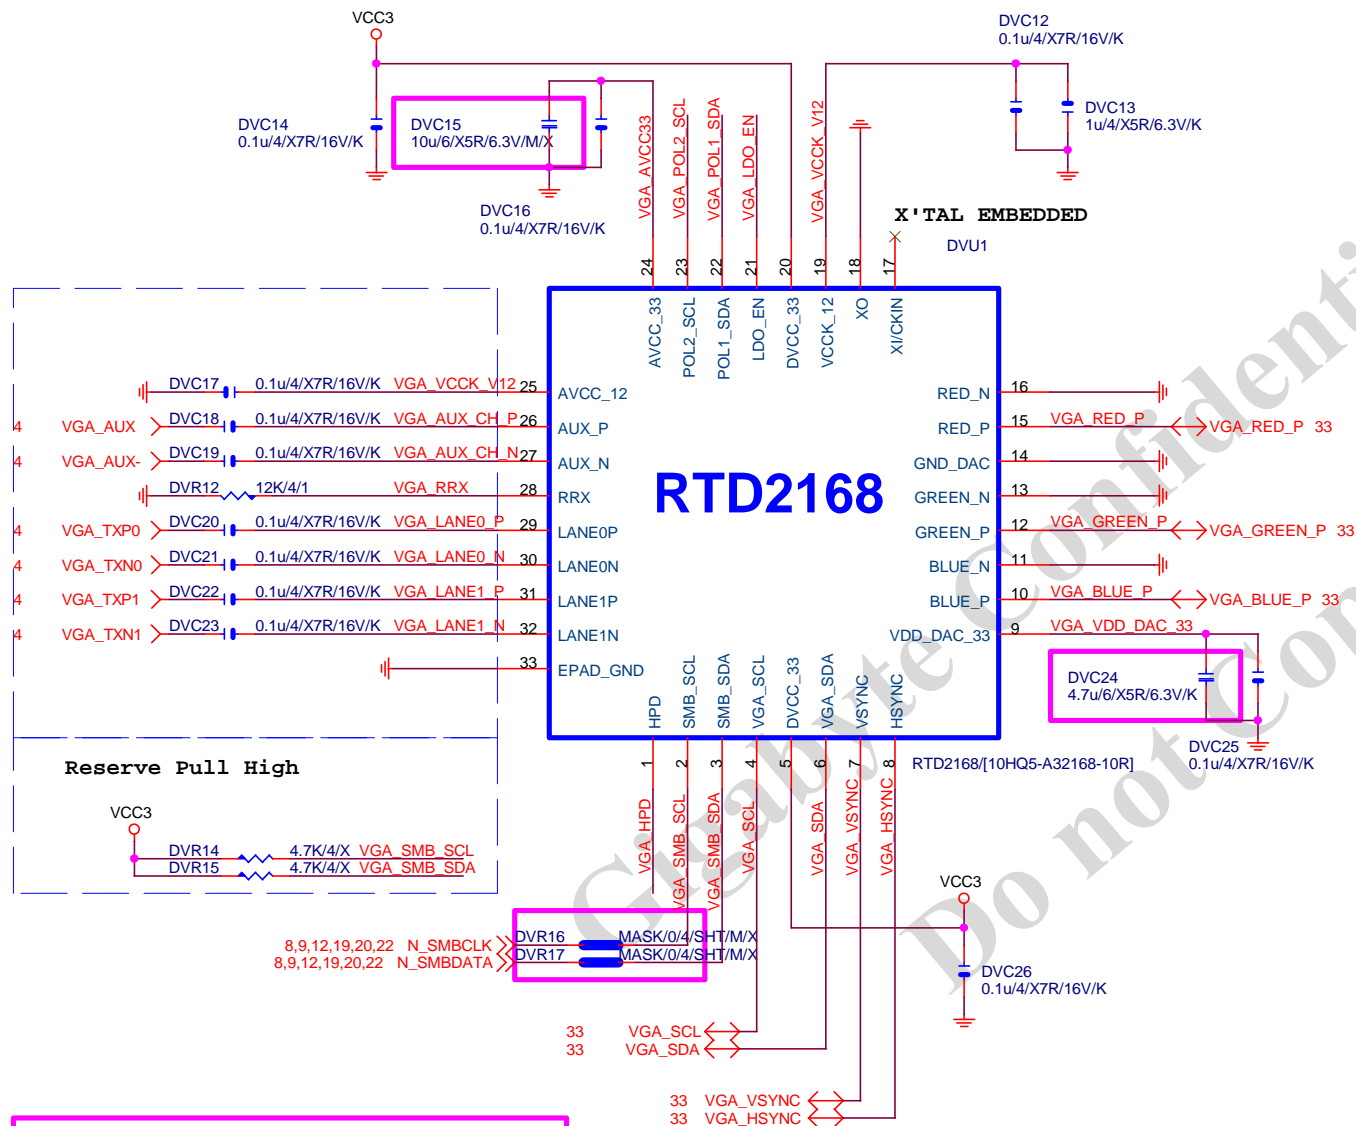 VCC3
DVC12
0.1u/4/X7R/16V/K
DVC14
0.1u/4/X7R/16V/K
DVC15
10u/6/X5R/6.3V/M/X
DVC13
1u/4/X5R/6.3V/K
DVC16
0.1u/4/X7R/16V/K
VGA_AVCC33
VGA_POL2_SCL
VGA_POL1_SDA
VGA_LDO_EN
VGA_VCCK_V12
X'TAL EMBEDDED
DVU1
24
23
22
21
20
19
18
17
AVCC_33
POL2_SCL
POL1_SDA
LDO_EN
DVCC_33
VCCK_12
XO
XI/CKIN
DVC17 0.1u/4/X7R/16V/K VGA_VCCK_V12 25 AVCC_12
4 VGA_AUX DVC18 0.1u/4/X7R/16V/K VGA_AUX_CH_P 26 AUX_P
4 VGA_AUX- DVC19 0.1u/4/X7R/16V/K VGA_AUX_CH_N 27 AUX_N
DVR12 12K/4/1 VGA_RRX 28 RRX
4 VGA_TXP0 DVC20 0.1u/4/X7R/16V/K VGA_LANE0_P 29 LANE0P
4 VGA_TXN0 DVC21 0.1u/4/X7R/16V/K VGA_LANE0_N 30 LANE0N
4 VGA_TXP1 DVC22 0.1u/4/X7R/16V/K VGA_LANE1_P 31 LANE1P
4 VGA_TXN1 DVC23 0.1u/4/X7R/16V/K VGA_LANE1_N 32 LANE1N
33 EPAD_GND
RTD2168
RED_N 16
RED_P 15 VGA_RED_P VGA_RED_P 33
GND_DAC 14
GREEN_N 13
GREEN_P 12 VGA_GREEN_P VGA_GREEN_P 33
BLUE_N 11
BLUE_P 10 VGA_BLUE_P VGA_BLUE_P 33
VDD_DAC_33 9 VGA_VDD_DAC_33
DVC24
4.7u/6/X5R/6.3V/K
DVC25
0.1u/4/X7R/16V/K
HPD
SMB_SCL
SMB_SDA
VGA_SCL
DVCC_33
VGA_SDA
VSYNC
HSYNC
1
2
3
4
5
6
7
8
RTD2168/[10HQ5-A32168-10R]
VGA_HPD
VGA_SMB_SCL
VGA_SMB_SDA
VGA_SCL
VGA_SDA
VGA_VSYNC
VGA_HSYNC
Reserve Pull High
VCC3
DVR14 4.7K/4/X VGA_SMB_SCL
DVR15 4.7K/4/X VGA_SMB_SDA
8,9,12,19,20,22 N_SMBCLK DVR16 MASK/0/4/SHT/M/X
8,9,12,19,20,22 N_SMBDATA DVR17 MASK/0/4/SHT/M/X
VCC3
DVC26
0.1u/4/X7R/16V/K
33 VGA_SCL
33 VGA_SDA
33 VGA_VSYNC
33 VGA_HSYNC
Gigabyte Confidenti
Do not Cop